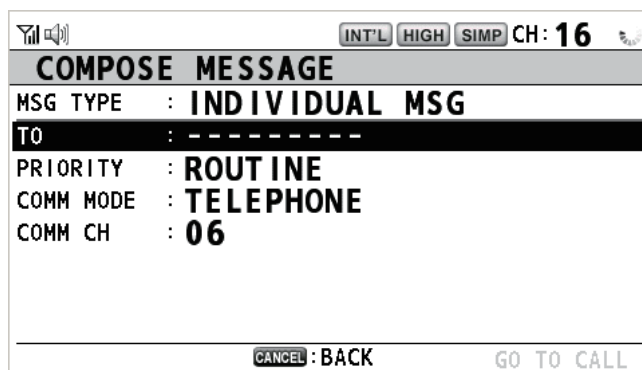 INT'L HIGH SIMP CH: 16
COMPOSE MESSAGE
MSG TYPE : INDIVIDUAL MSG
TO : ---------
PRIORITY : ROUTINE
COMM MODE : TELEPHONE
COMM CH : 06
CANCEL : BACK GO TO CALL